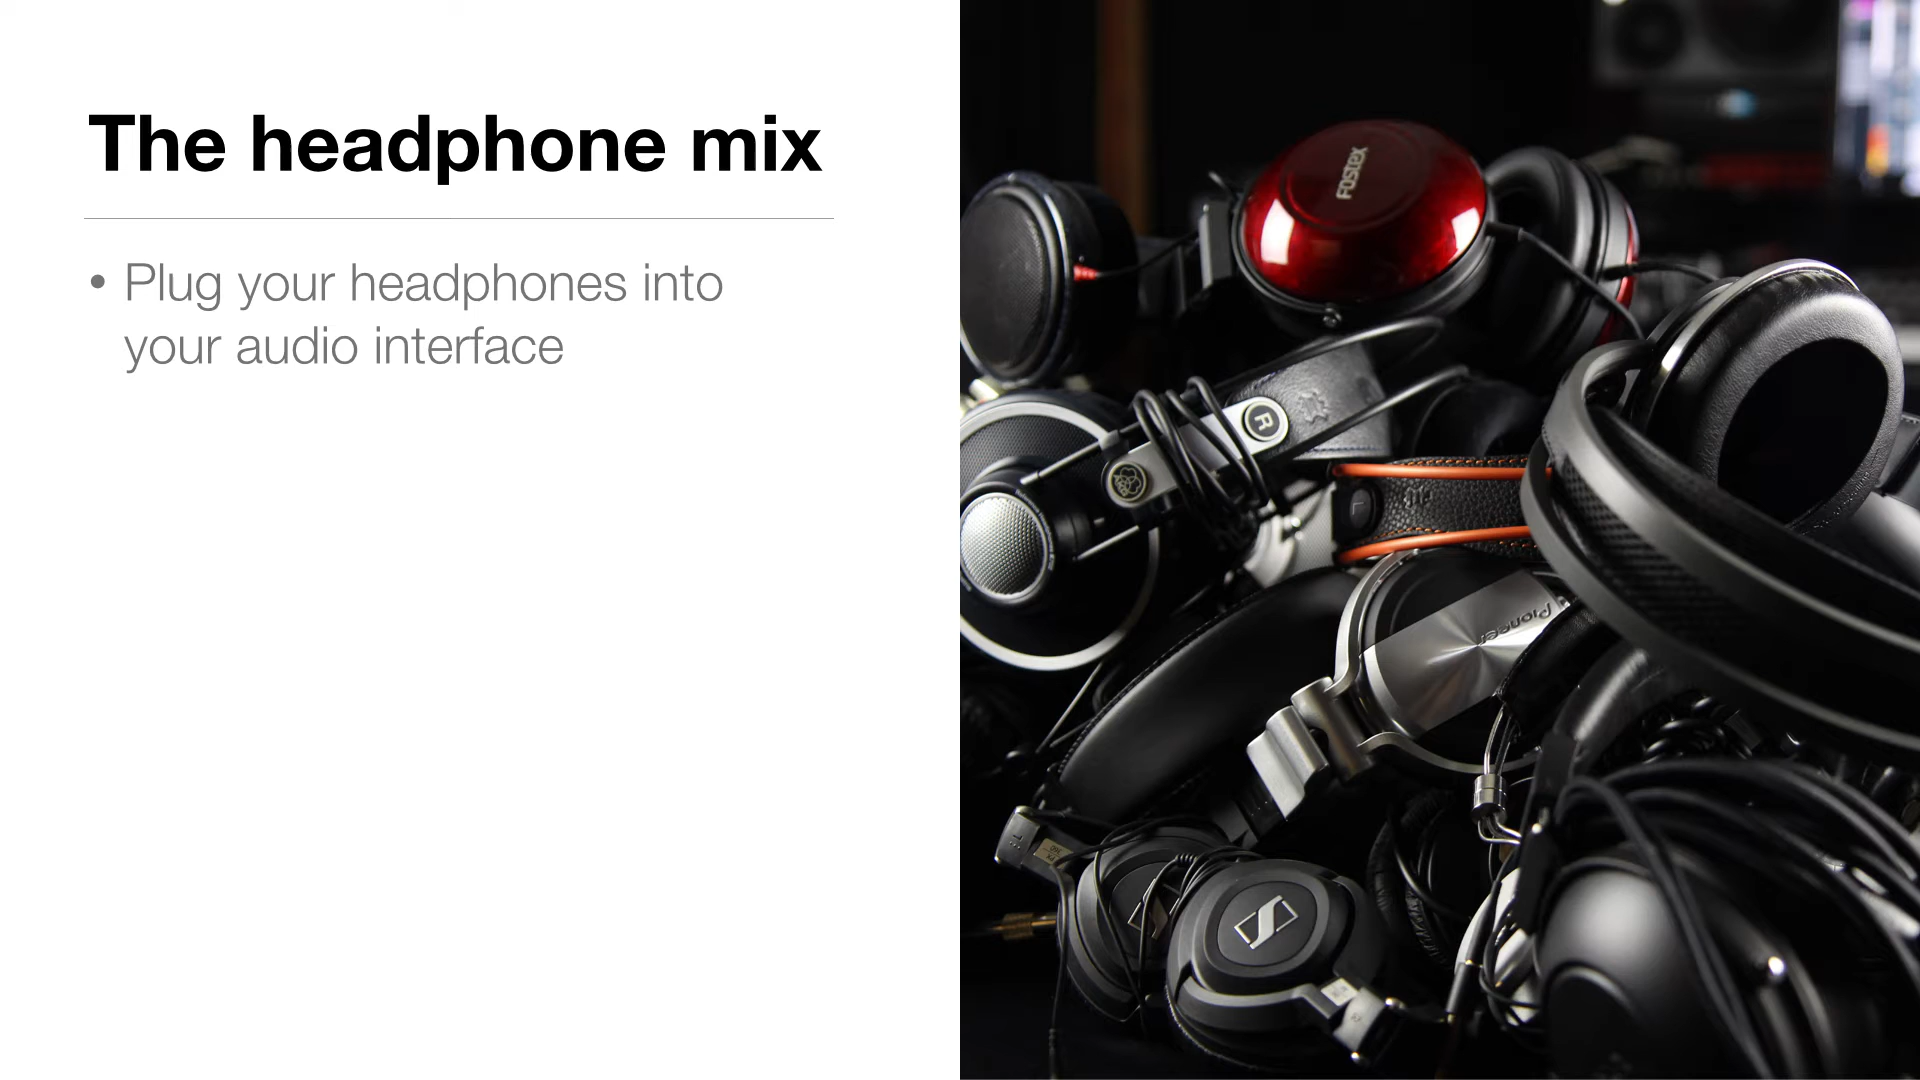 The headphone mix
• Plug your headphones into
your audio interface
FOSTEX
R
L
Pioneer